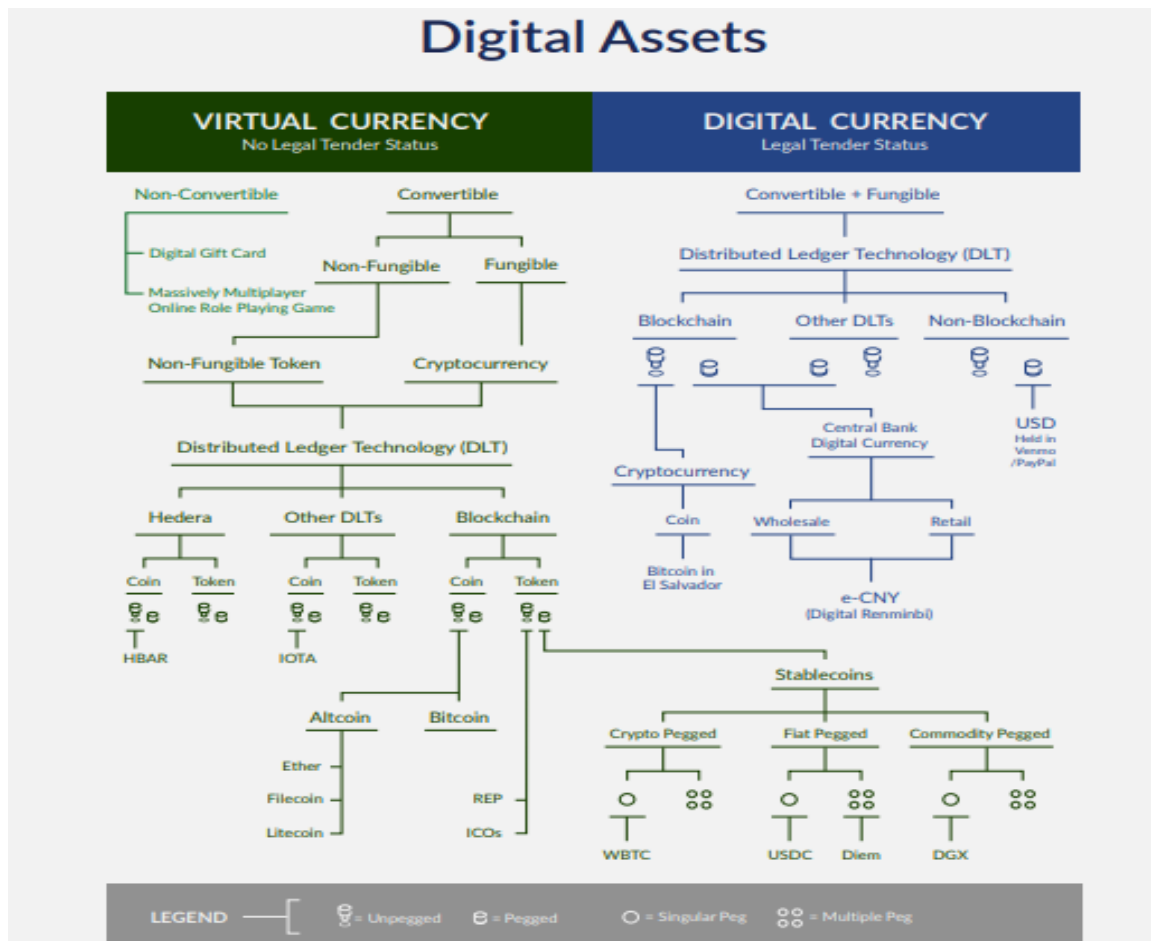 Digital Assets
VIRTUAL CURRENCY
No Legal Tender Status
DIGITAL CURRENCY
Legal Tender Status
Non-Convertible
Digital Gift Card
Massively Multiplayer
Online Role Playing Game
Convertible
Non-Fungible
Fungible
Non-Fungible Token
Cryptocurrency
Distributed Ledger Technology (DLT)
Hedera
Other DLTs
Blockchain
Coin
Token
Coin
Token
Coin
Token
HBAR
IOTA
Altcoin
Bitcoin
Ether
Filecoin
Litecoin
REP
ICOs
Stablecoins
Crypto Pegged
Fiat Pegged
Commodity Pegged
WBTC
USDC
Diem
DGX
Convertible + Fungible
Distributed Ledger Technology (DLT)
Blockchain
Other DLTs
Non-Blockchain
Cryptocurrency
Coin
Bitcoin in
El Salvador
Central Bank
Digital Currency
Wholesale
Retail
e-CNY
(Digital Renminbi)
USD
Held in
Venmo
/PayPal
LEGEND
= Unpegged
= Pegged
= Singular Peg
= Multiple Peg